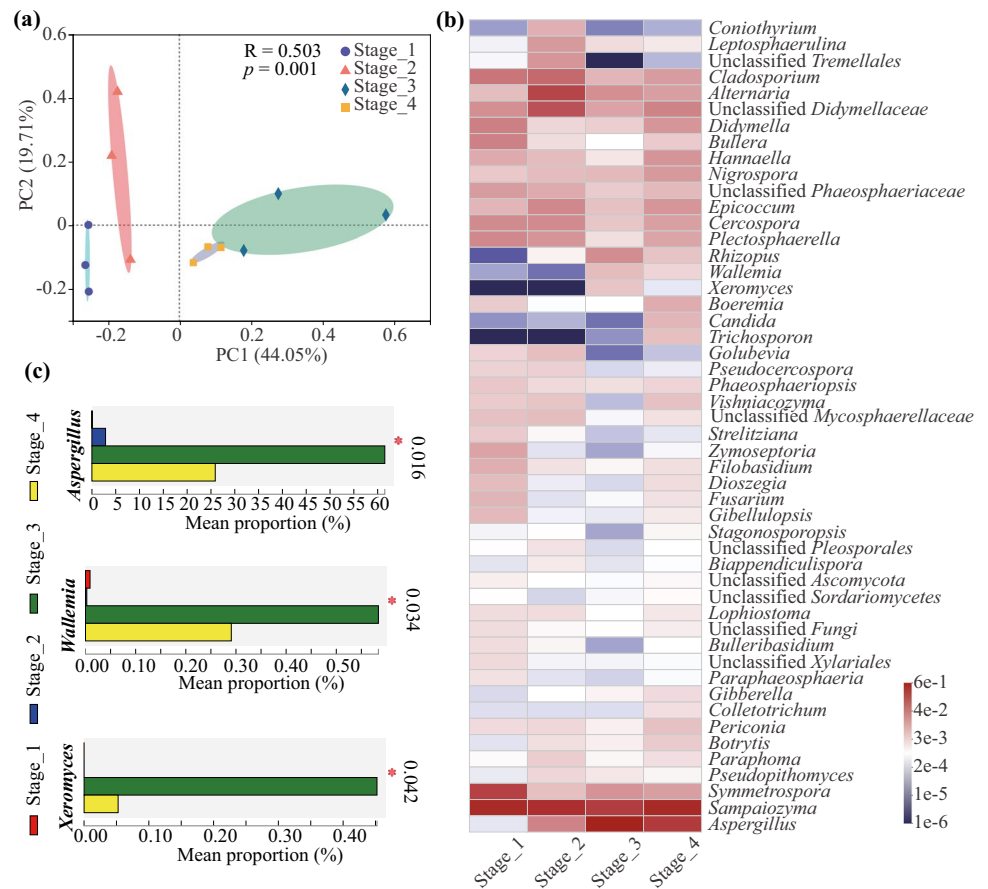 (a)
0.6
0.4
0.2
0
-0.2
PC2 (19.71%)
R = 0.503
p = 0.001
Stage_1
Stage_2
Stage_3
Stage_4
-0.2
0
0.2
0.4
0.6
PC1 (44.05%)
(b)
Coniothyrium
Leptosphaerulina
Unclassified Tremellales
Cladosporium
Alternaria
Unclassified Didymellaceae
Didymella
Bullera
Hannaella
Nigrospora
Unclassified Phaeosphaeriaceae
Epicoccum
Cercospora
Plectosphaerella
Rhizopus
Wallemia
Xeromyces
Boeremia
Candida
Trichosporon
Golubevia
Pseudocercospora
Phaeosphaeriopsis
Vishniacozyma
Unclassified Mycosphaerellaceae
Strelitziana
Zymoseptoria
Filobasidium
Dioszegia
Fusarium
Gibellulopsis
Stagonosporopsis
Unclassified Pleosporales
Biappendiculispora
Unclassified Ascomycota
Unclassified Sordariomycetes
Lophiostoma
Unclassified Fungi
Bulleribasidium
Unclassified Xylariales
Paraphaeosphaeria
Gibberella
Colletotrichum
Periconia
Botrytis
Paraphoma
Pseudopithomyces
Symmetrospora
Sampaiozyma
Aspergillus
Stage_1
Stage_2
Stage_3
Stage_4
6e-1
4e-2
3e-3
2e-4
1e-5
1e-6
(c)
Stage_4
Stage_3
Stage_2
Stage_1
Aspergillus
* 0.016
0 5 10 15 20 25 30 35 40 45 50 55 60
Mean proportion (%)
Wallemia
* 0.034
0.00 0.10 0.20 0.30 0.40 0.50
Mean proportion (%)
Xeromyces
* 0.042
0.00 0.10 0.20 0.30 0.40
Mean proportion (%)